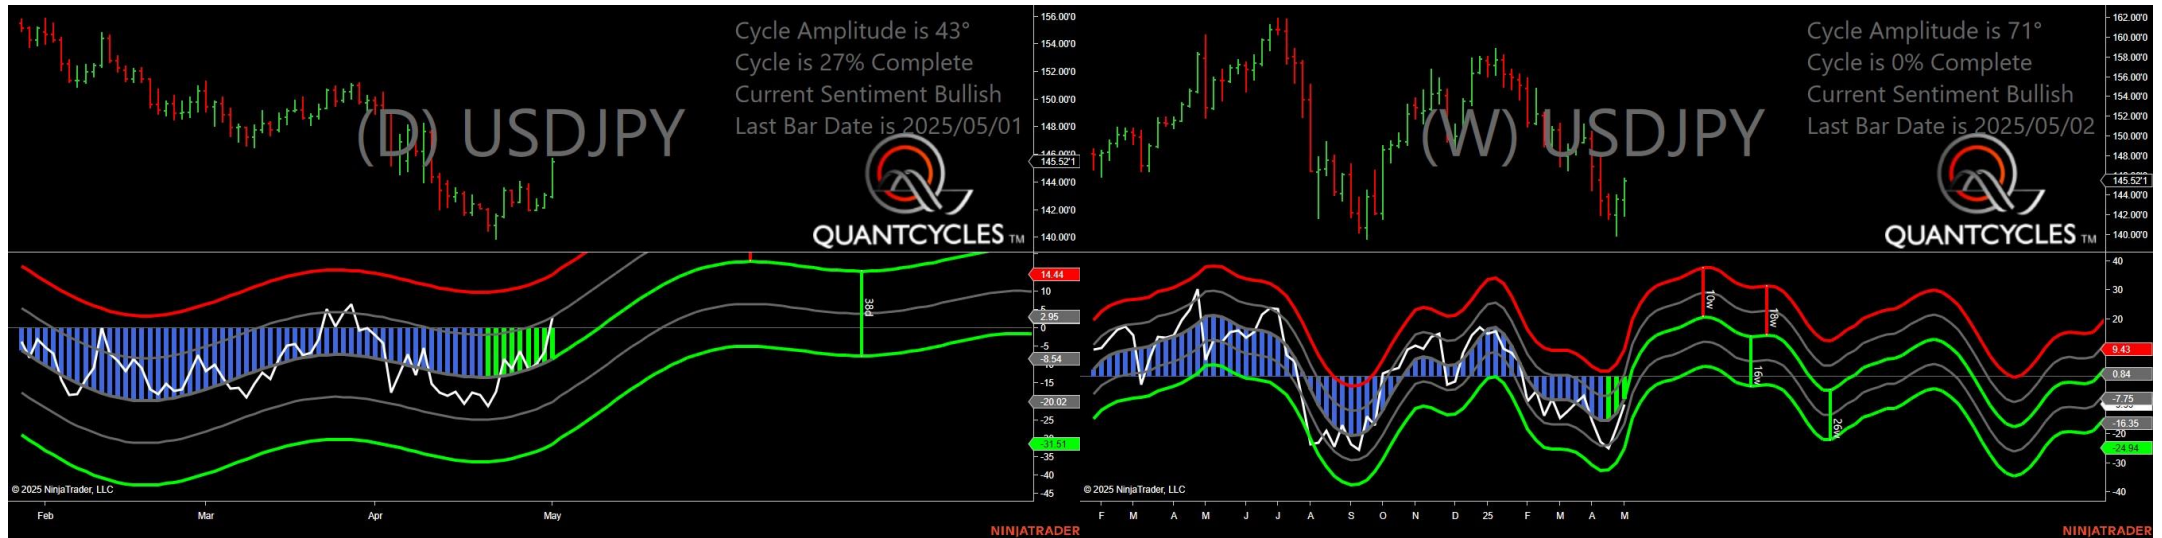 Cycle Amplitude is 43°
Cycle is 27% Complete
Current Sentiment Bullish
Last Bar Date is 2025/05/01
(D) USDJPY
QUANTCYCLES TM
156.00'0
154.00'0
152.00'0
150.00'0
148.00'0
145.52'1
144.00'0
142.00'0
140.00'0
38d
14.44
10
5
2.95
0
-5
-8.54
-15
-20.02
-25
-31.51
-35
-40
-45
© 2025 NinjaTrader, LLC
Feb
Mar
Apr
May
NINJATRADER
Cycle Amplitude is 71°
Cycle is 0% Complete
Current Sentiment Bullish
Last Bar Date is 2025/05/02
(W) USDJPY
QUANTCYCLES TM
162.00'0
160.00'0
158.00'0
156.00'0
154.00'0
152.00'0
150.00'0
148.00'0
145.52'1
144.00'0
142.00'0
140.00'0
10w
18w
16w
26w
40
30
20
9.43
0.84
-7.75
-16.35
-20
-24.94
-30
-40
© 2025 NinjaTrader, LLC
F
M
A
M
J
J
A
S
O
N
D
25
F
M
A
M
NINJATRADER